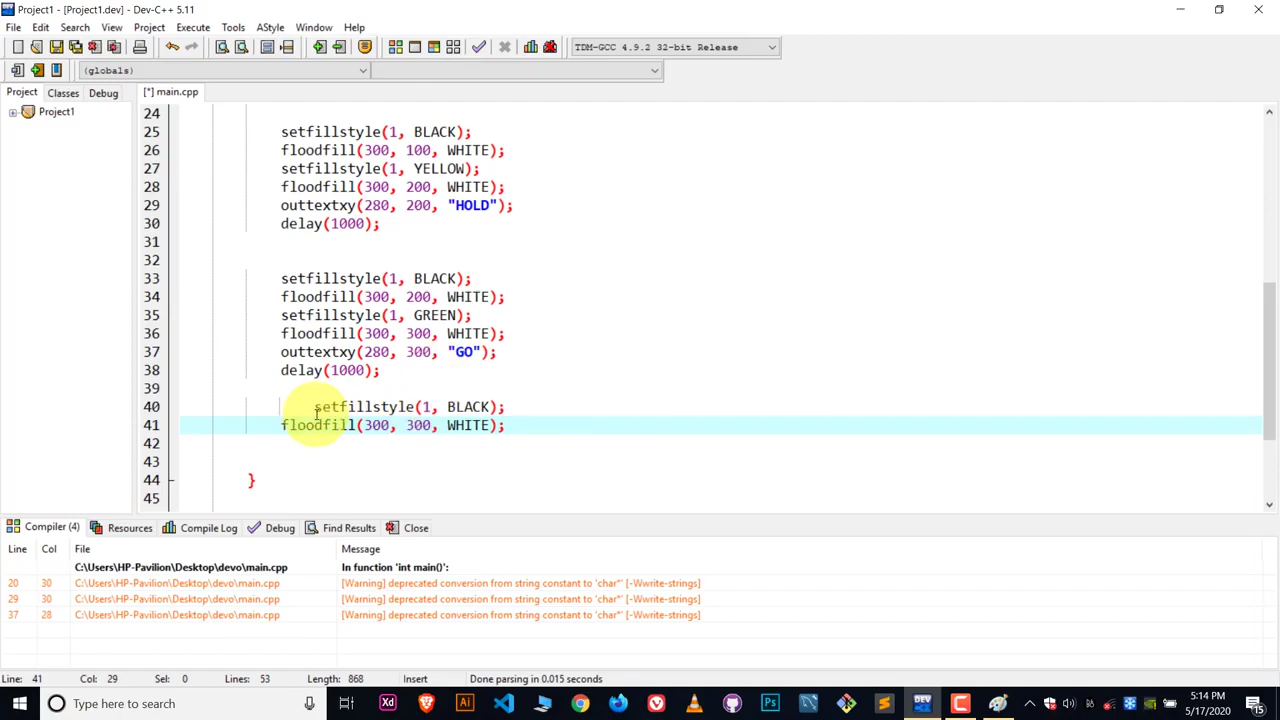 Project1 - [Project1.dev] - Dev-C++ 5.11
File Edit Search View Project Execute Tools AStyle Window Help
TDM-GCC 4.9.2 32-bit Release
(globals)
Project Classes Debug [*] main.cpp
Project1
24
25 setfillstyle(1, BLACK);
26 floodfill(300, 100, WHITE);
27 setfillstyle(1, YELLOW);
28 floodfill(300, 200, WHITE);
29 outtextxy(280, 200, "HOLD");
30 delay(1000);
31
32
33 setfillstyle(1, BLACK);
34 floodfill(300, 200, WHITE);
35 setfillstyle(1, GREEN);
36 floodfill(300, 300, WHITE);
37 outtextxy(280, 300, "GO");
38 delay(1000);
39
40 setfillstyle(1, BLACK);
41 floodfill(300, 300, WHITE);
42
43
44 }
45
Compiler (4) Resources Compile Log Debug Find Results Close
Line Col File Message
C:\Users\HP-Pavilion\Desktop\devo\main.cpp In function 'int main()':
20 30 C:\Users\HP-Pavilion\Desktop\devo\main.cpp [Warning] deprecated conversion from string constant to 'char*' [-Wwrite-strings]
29 30 C:\Users\HP-Pavilion\Desktop\devo\main.cpp [Warning] deprecated conversion from string constant to 'char*' [-Wwrite-strings]
37 28 C:\Users\HP-Pavilion\Desktop\devo\main.cpp [Warning] deprecated conversion from string constant to 'char*' [-Wwrite-strings]
Line: 41 Col: 29 Sel: 0 Lines: 53 Length: 868 Insert Done parsing in 0.015 seconds
Type here to search
5:14 PM
5/17/2020
15